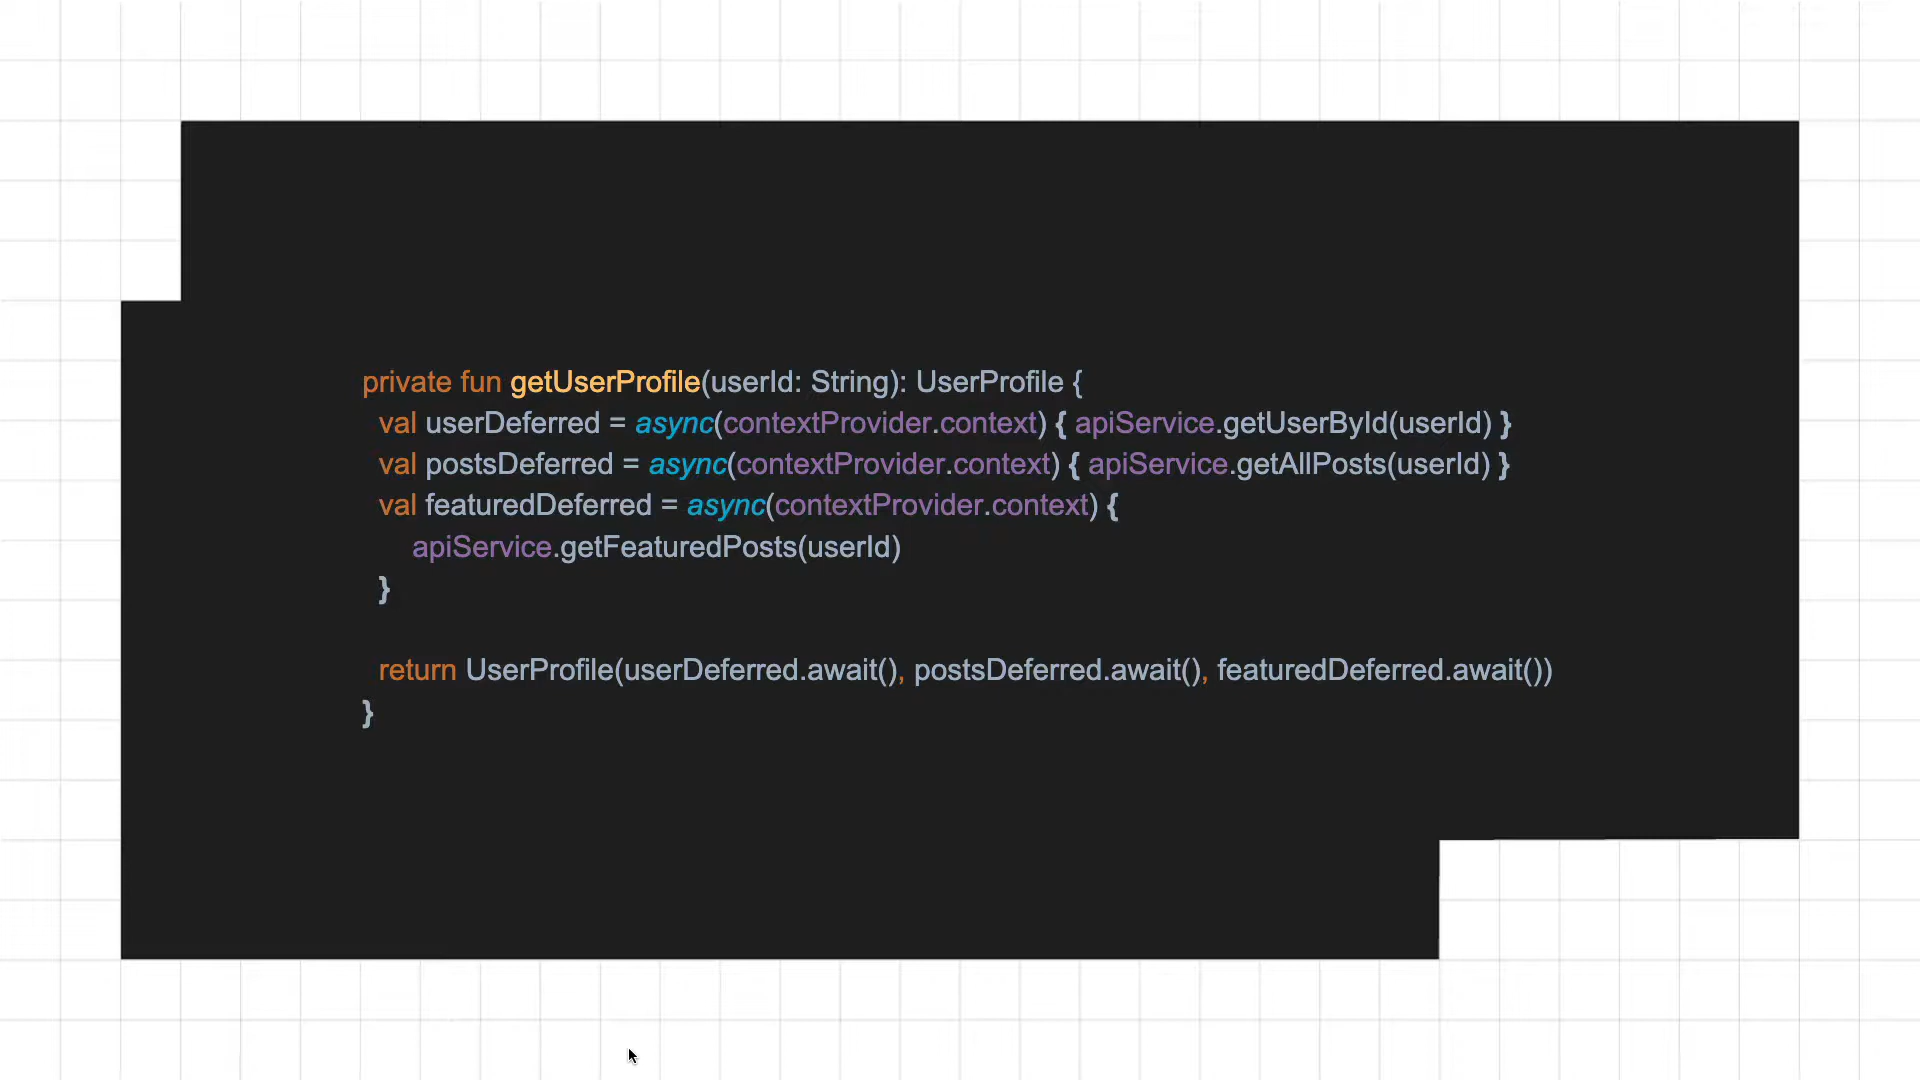 private fun getUserProfile(userId: String): UserProfile {
val userDeferred = async(contextProvider.context) { apiService.getUserById(userId) }
val postsDeferred = async(contextProvider.context) { apiService.getAllPosts(userId) }
val featuredDeferred = async(contextProvider.context) {
apiService.getFeaturedPosts(userId)
}
return UserProfile(userDeferred.await(), postsDeferred.await(), featuredDeferred.await())
}